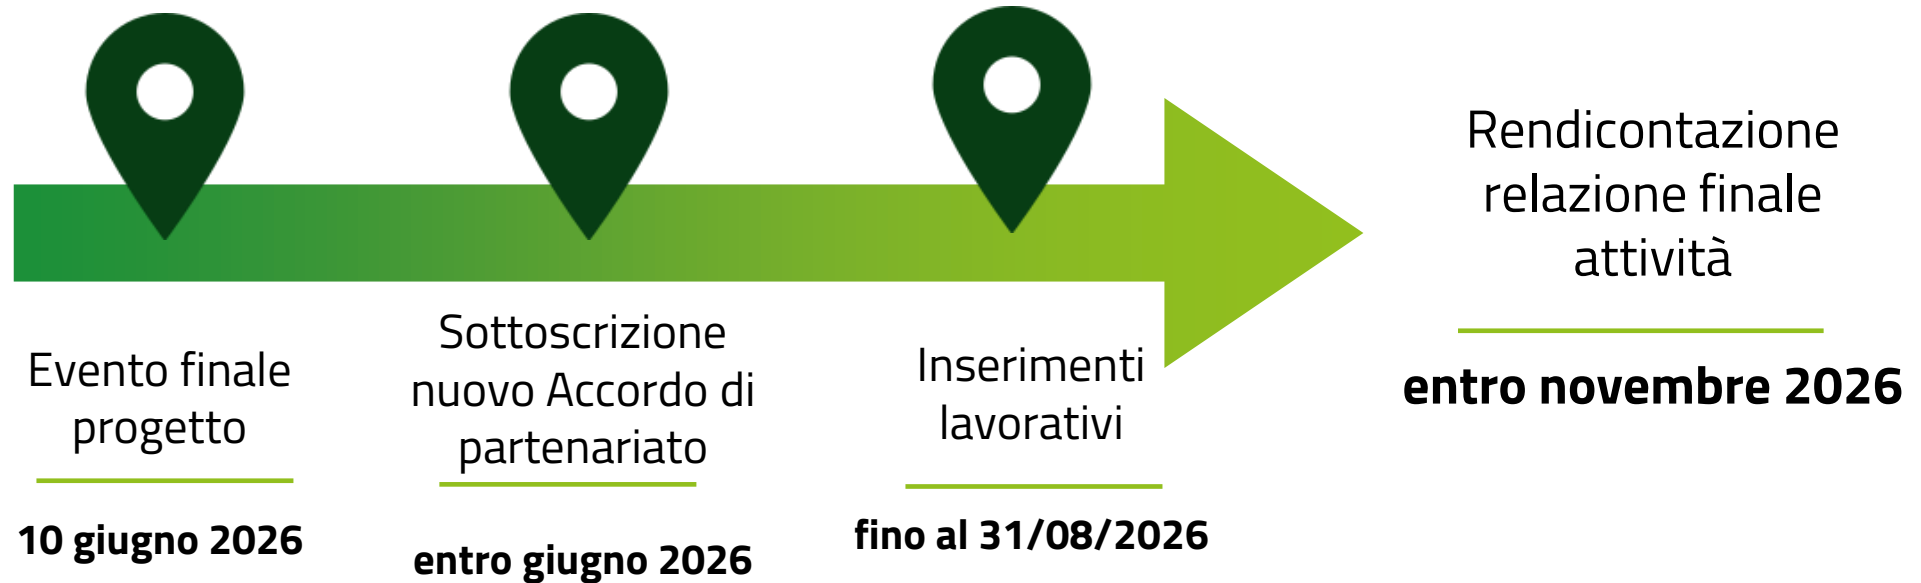 Evento finale
progetto
10 giugno 2026
Sottoscrizione
nuovo Accordo di
partenariato
entro giugno 2026
Inserimenti
lavorativi
fino al 31/08/2026
Rendicontazione
relazione finale
attività
entro novembre 2026